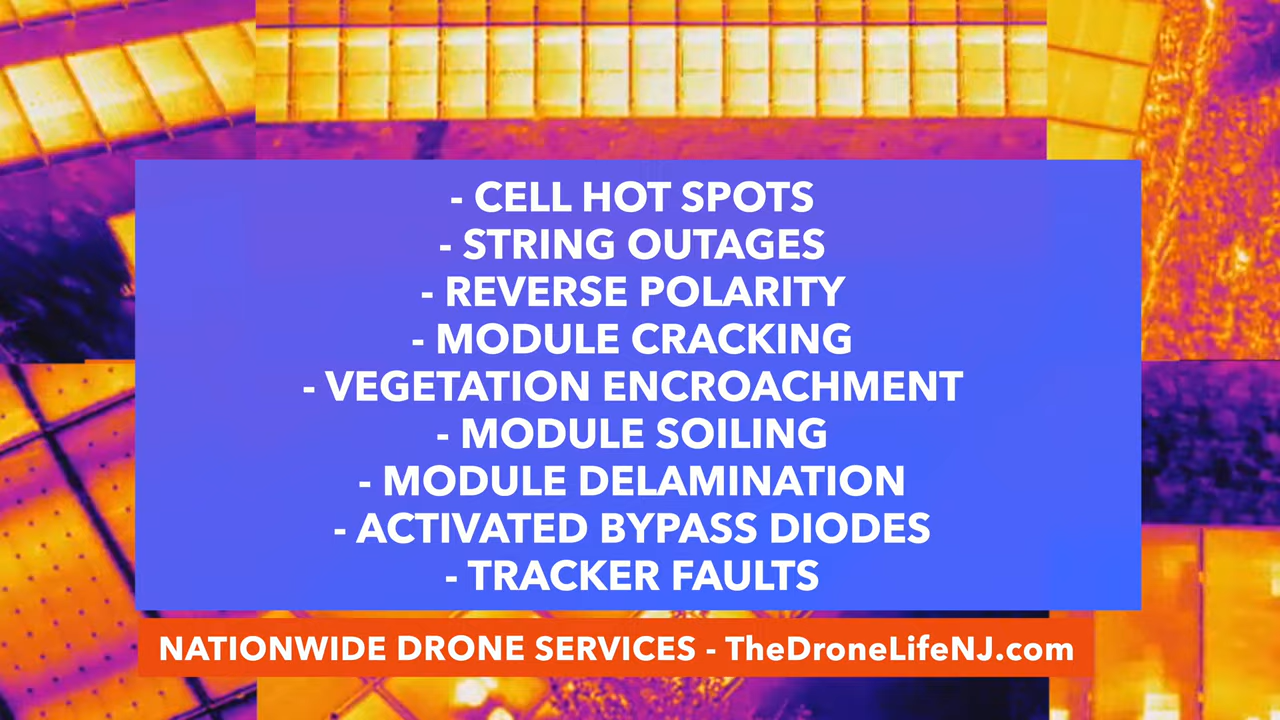 - CELL HOT SPOTS
- STRING OUTAGES
- REVERSE POLARITY
- MODULE CRACKING
- VEGETATION ENCROACHMENT
- MODULE SOILING
- MODULE DELAMINATION
- ACTIVATED BYPASS DIODES
- TRACKER FAULTS
NATIONWIDE DRONE SERVICES - TheDroneLifeNJ.com